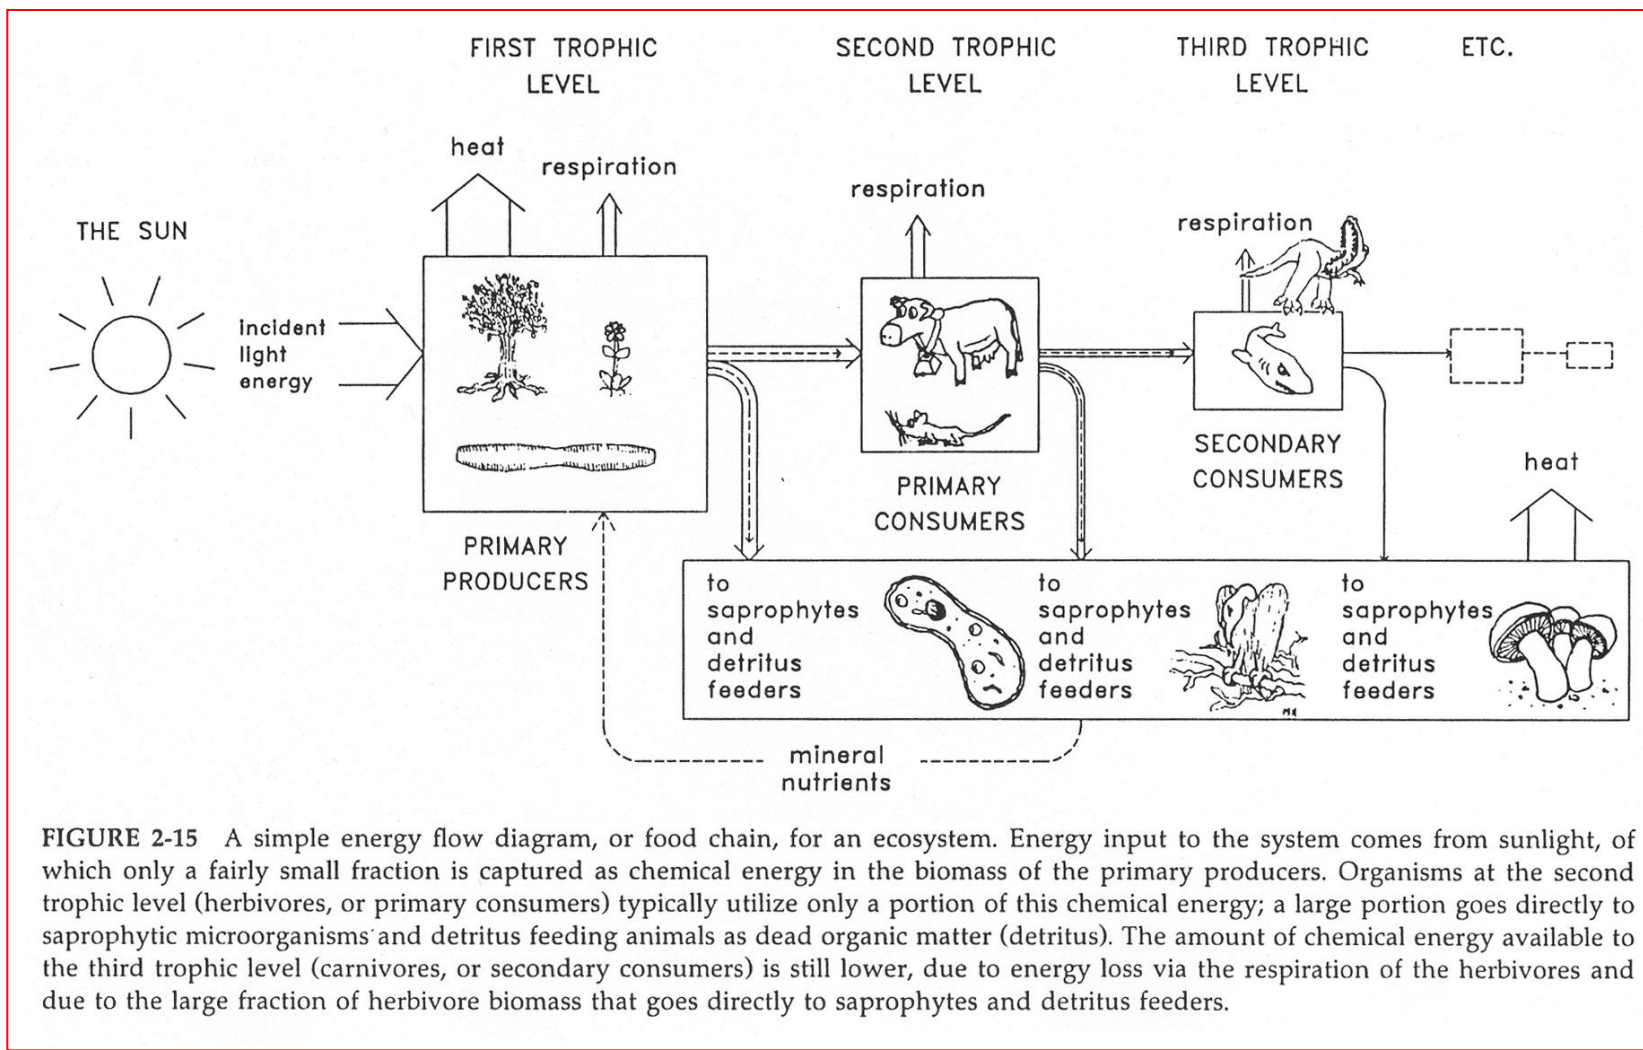 FIRST TROPHIC
LEVEL
SECOND TROPHIC
LEVEL
THIRD TROPHIC
LEVEL
ETC.
heat
respiration
respiration
respiration
THE SUN
incident
light
energy
PRIMARY
PRODUCERS
PRIMARY
CONSUMERS
SECONDARY
CONSUMERS
heat
to
saprophytes
and
detritus
feeders
to
saprophytes
and
detritus
feeders
to
saprophytes
and
detritus
feeders
mineral
nutrients
FIGURE 2-15 A simple energy flow diagram, or food chain, for an ecosystem. Energy input to the system comes from sunlight, of
which only a fairly small fraction is captured as chemical energy in the biomass of the primary producers. Organisms at the second
trophic level (herbivores, or primary consumers) typically utilize only a portion of this chemical energy; a large portion goes directly to
saprophytic microorganisms and detritus feeding animals as dead organic matter (detritus). The amount of chemical energy available to
the third trophic level (carnivores, or secondary consumers) is still lower, due to energy loss via the respiration of the herbivores and
due to the large fraction of herbivore biomass that goes directly to saprophytes and detritus feeders.